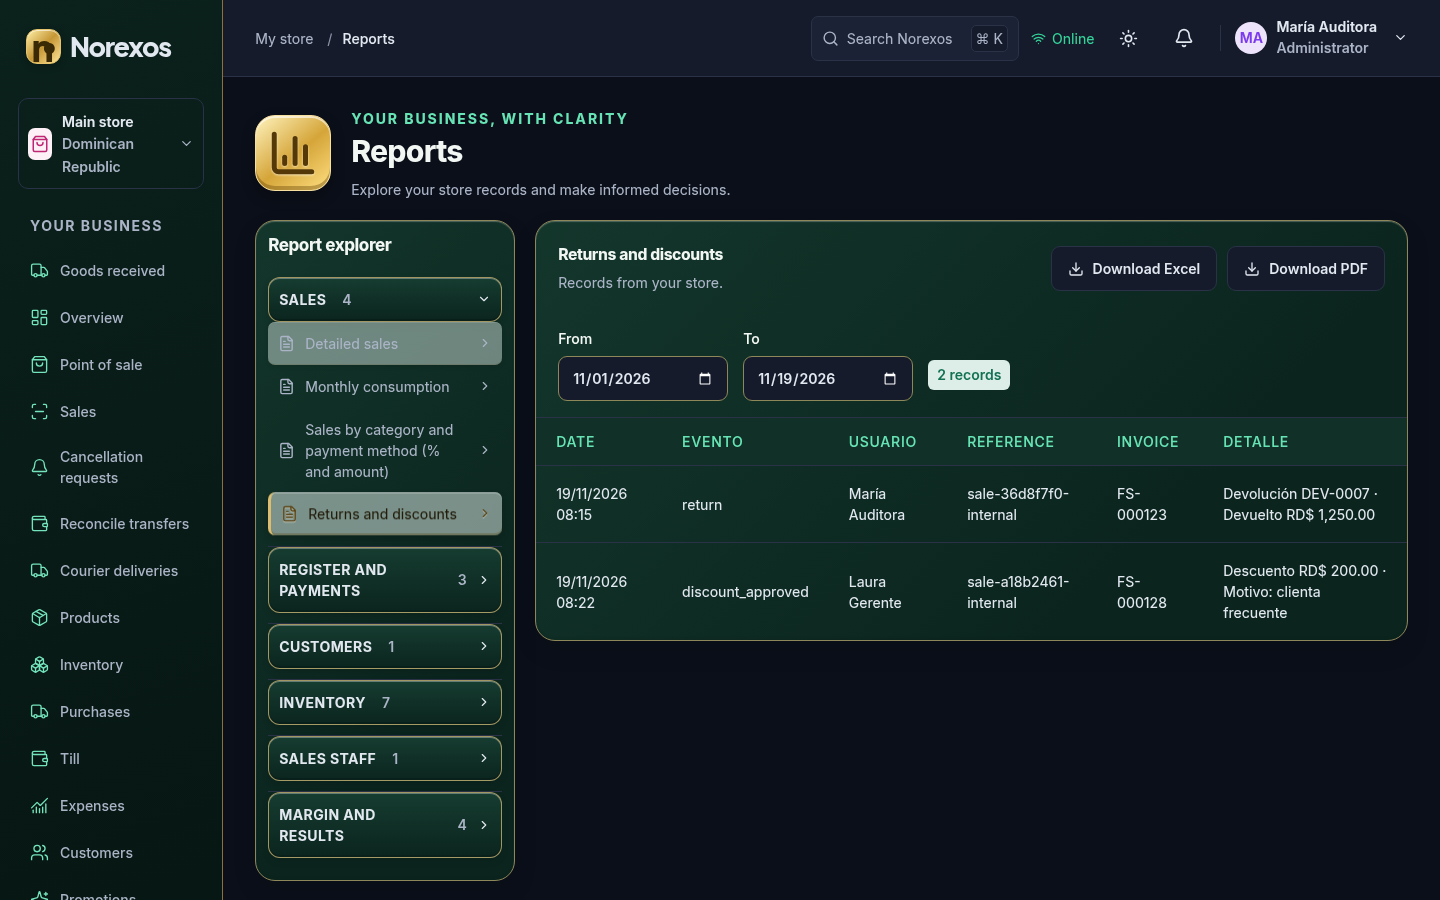 Norexos
Main store
Dominican
Republic
YOUR BUSINESS
Goods received
Overview
Point of sale
Sales
Cancellation
requests
Reconcile transfers
Courier deliveries
Products
Inventory
Purchases
Till
Expenses
Customers
Promotions
My store / Reports
Search Norexos ⌘ K
Online
MA
María Auditora
Administrator
YOUR BUSINESS, WITH CLARITY
Reports
Explore your store records and make informed decisions.
Report explorer
SALES 4
Detailed sales
Monthly consumption
Sales by category and
payment method (%
and amount)
Returns and discounts
REGISTER AND
PAYMENTS 3
CUSTOMERS 1
INVENTORY 7
SALES STAFF 1
MARGIN AND
RESULTS 4
Returns and discounts
Records from your store.
Download Excel
Download PDF
From
11/01/2026
To
11/19/2026
2 records
DATE EVENTO USUARIO REFERENCE INVOICE DETALLE
19/11/2026
08:15
return
María
Auditora
sale-36d8f7f0-
internal
FS-
000123
Devolución DEV-0007 ·
Devuelto RD$ 1,250.00
19/11/2026
08:22
discount_approved
Laura
Gerente
sale-a18b2461-
internal
FS-
000128
Descuento RD$ 200.00 ·
Motivo: clienta
frecuente